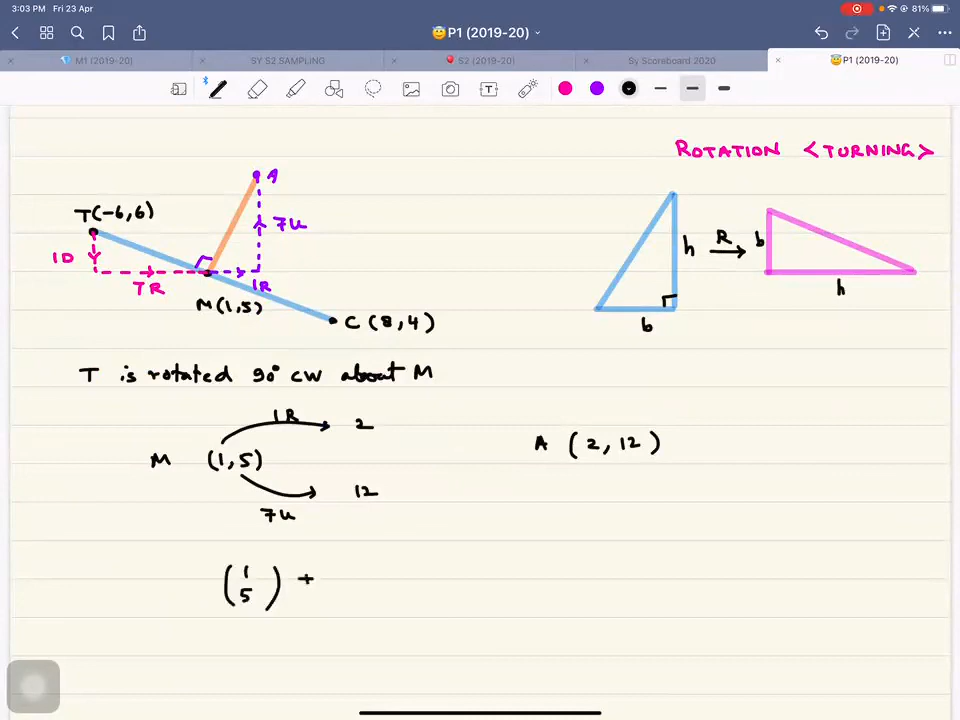 3:03 PM Fri 23 Apr
81%
😇P1 (2019-20)
M1 (2019-20)
SY S2 SAMPLING
S2 (2019-20)
Sy Scoreboard 2020
😇P1 (2019-20)
ROTATION <TURNING>
A
T(-6,6)
7U
1D
7R
1R
M(1,5)
C (8,4)
h
R
b
b
h
T is rotated 90° cw about M
1R
2
M (1,5)
A (2,12)
12
7U
(1
5) +